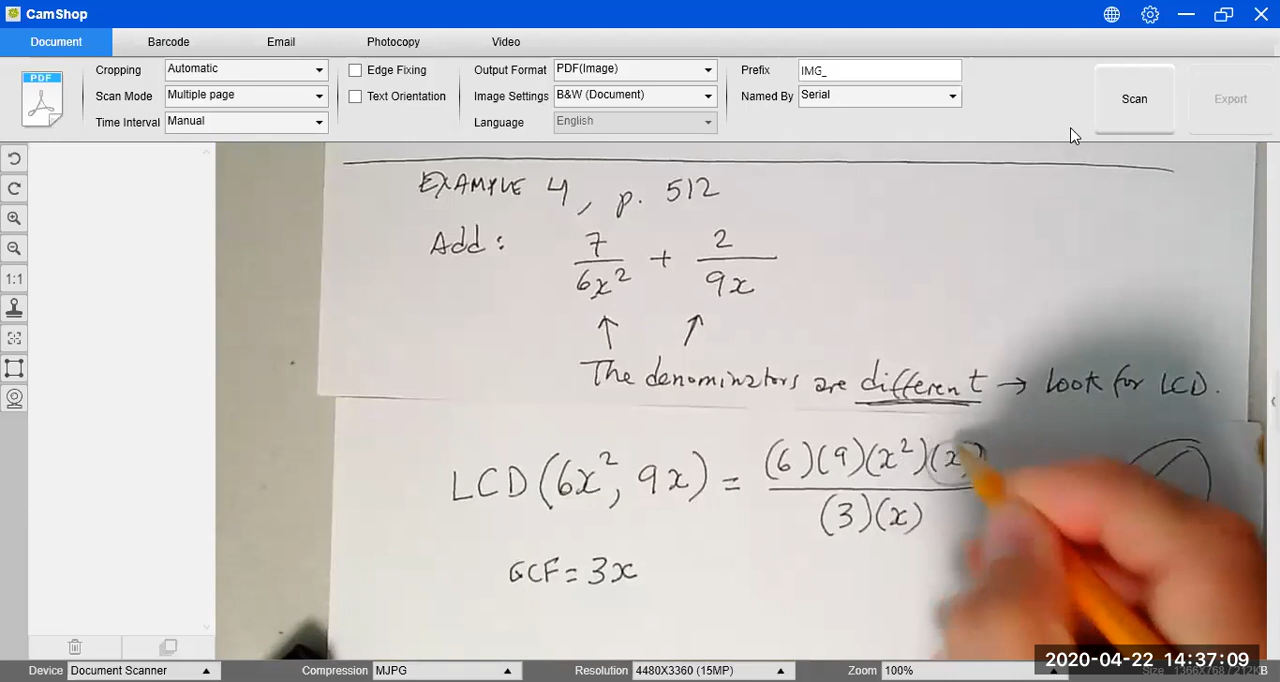 CamShop
Document Barcode Email Photocopy Video
PDF Cropping Automatic Edge Fixing Output Format PDF(Image) Prefix IMG_
Scan Mode Multiple page Text Orientation Image Settings B&W (Document) Named By Serial Scan Export
Time Interval Manual Language English
1:1
EXAMPLE 4, p. 512
Add: 7/6x² + 2/9x
↑ ↑
The denominators are different → look for LCD.
LCD(6x², 9x) = (6)(9)(x²)(x)/(3)(x)
GCF = 3x
2020-04-22 14:37:09
Device Document Scanner Compression MJPG Resolution 4480X3360 (15MP) Zoom 100%